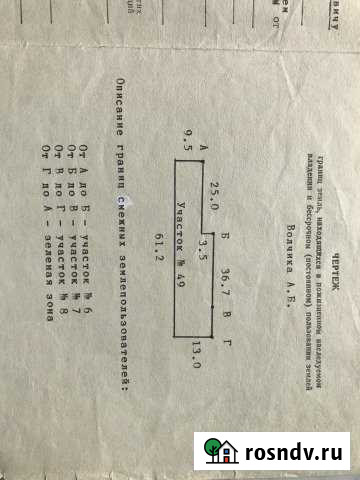 ЧЕРТЕЖ
границ земль, находящихся в пожизненном наследуемом
владении и бессрочном (постоянном) пользовании землей
Волчика А.Б.
А
Б
В
Г
25.0
36.7
9.5
3.5
13.0
Участок № 49
61.2
Описание границ смежных землепользователей:
От А до Б - участок № 6
От Б до В - участок № 7
От В до Г - участок № 8
От Г до А - зеленая зона
rosndv.ru